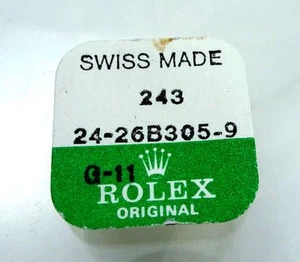 SWISS MADE
243
24-26B305-9
G-11
ROLEX
ORIGINAL